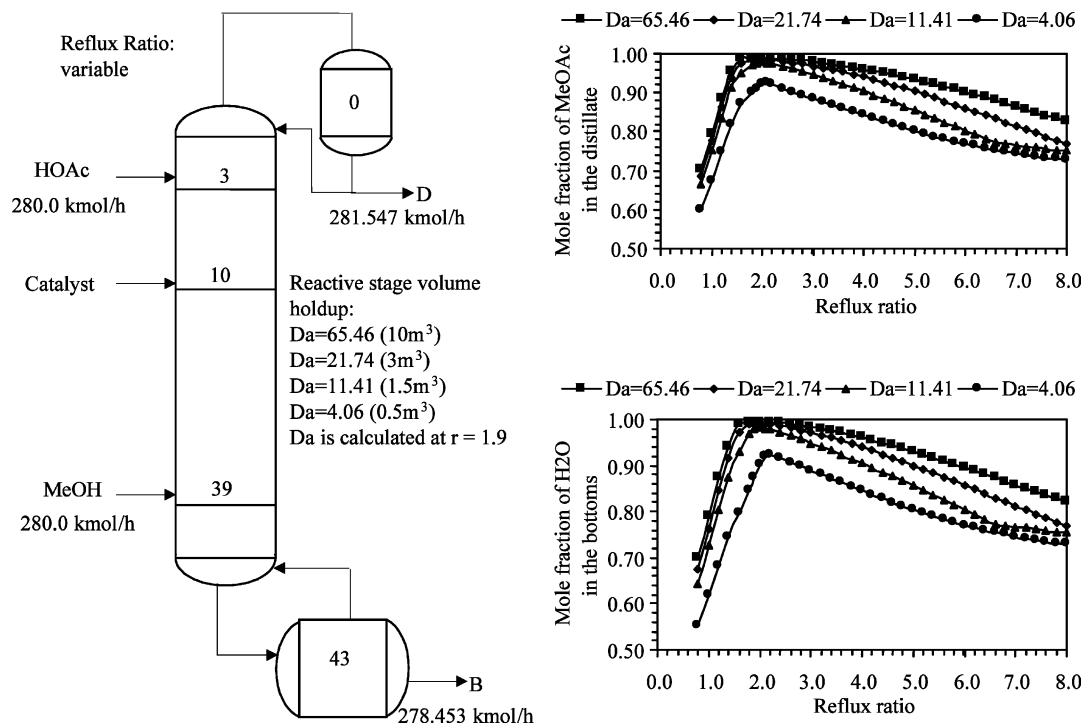 Reflux Ratio:
variable
0
HOAc
3
280.0 kmol/h
D
281.547 kmol/h
Catalyst
10
Reactive stage volume
holdup:
Da=65.46 (10m³)
Da=21.74 (3m³)
Da=11.41 (1.5m³)
Da=4.06 (0.5m³)
Da is calculated at r = 1.9
MeOH
39
280.0 kmol/h
43
B
278.453 kmol/h
Da=65.46 Da=21.74 Da=11.41 Da=4.06
Mole fraction of MeOAc
in the distillate
1.00
0.90
0.80
0.70
0.60
0.50
0.0 1.0 2.0 3.0 4.0 5.0 6.0 7.0 8.0
Reflux ratio
Da=65.46 Da=21.74 Da=11.41 Da=4.06
Mole fraction of H2O
in the bottoms
1.00
0.90
0.80
0.70
0.60
0.50
0.0 1.0 2.0 3.0 4.0 5.0 6.0 7.0 8.0
Reflux ratio